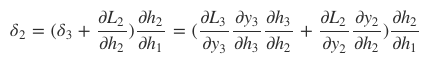 δ₂ = (δ₃ + ∂L₂/∂h₂) ∂h₂/∂h₁ = (∂L3/∂y₃ ∂y₃/∂h₃ ∂h₃/∂h₂ + ∂L₂/∂y₂ ∂y₂/∂h₂) ∂h₂/∂h₁